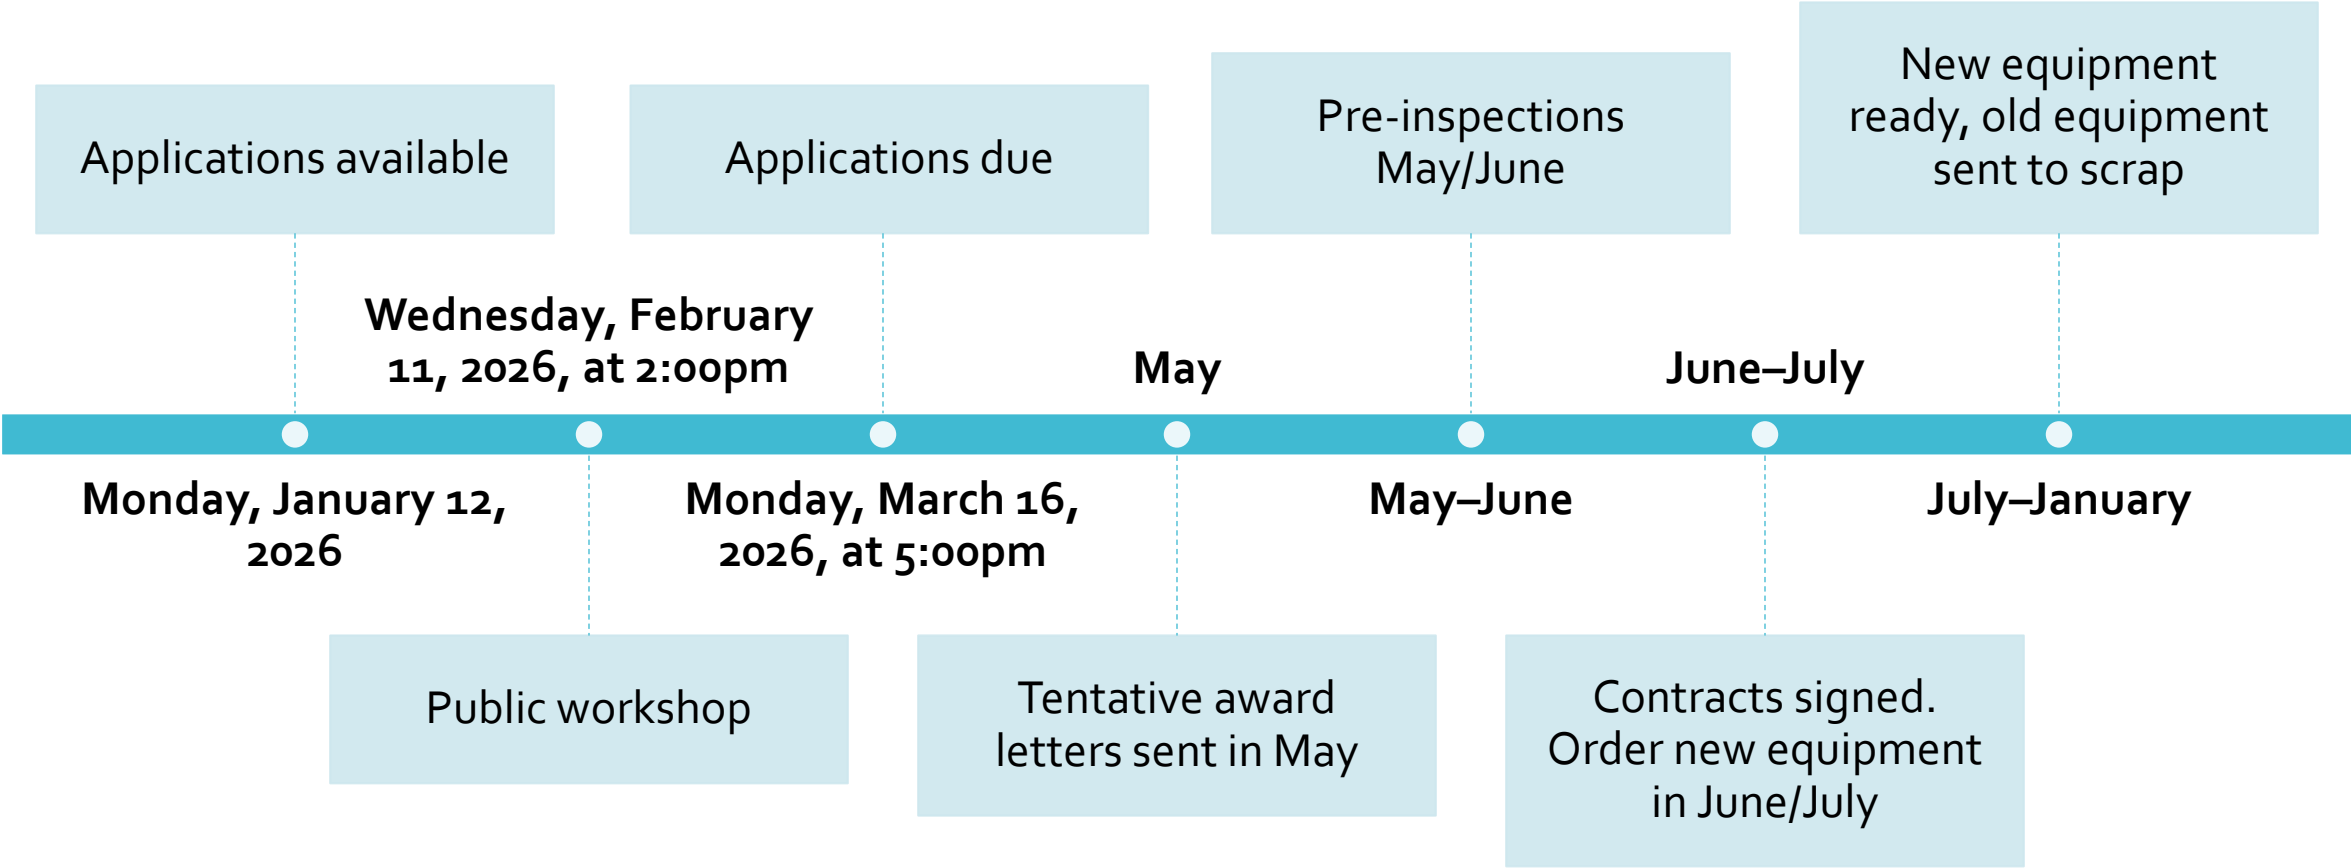 Applications available
Monday, January 12,
2026
Wednesday, February
11, 2026, at 2:00pm
Public workshop
Applications due
Monday, March 16,
2026, at 5:00pm
May
Tentative award
letters sent in May
Pre-inspections
May/June
May–June
June–July
Contracts signed.
Order new equipment
in June/July
New equipment
ready, old equipment
sent to scrap
July–January